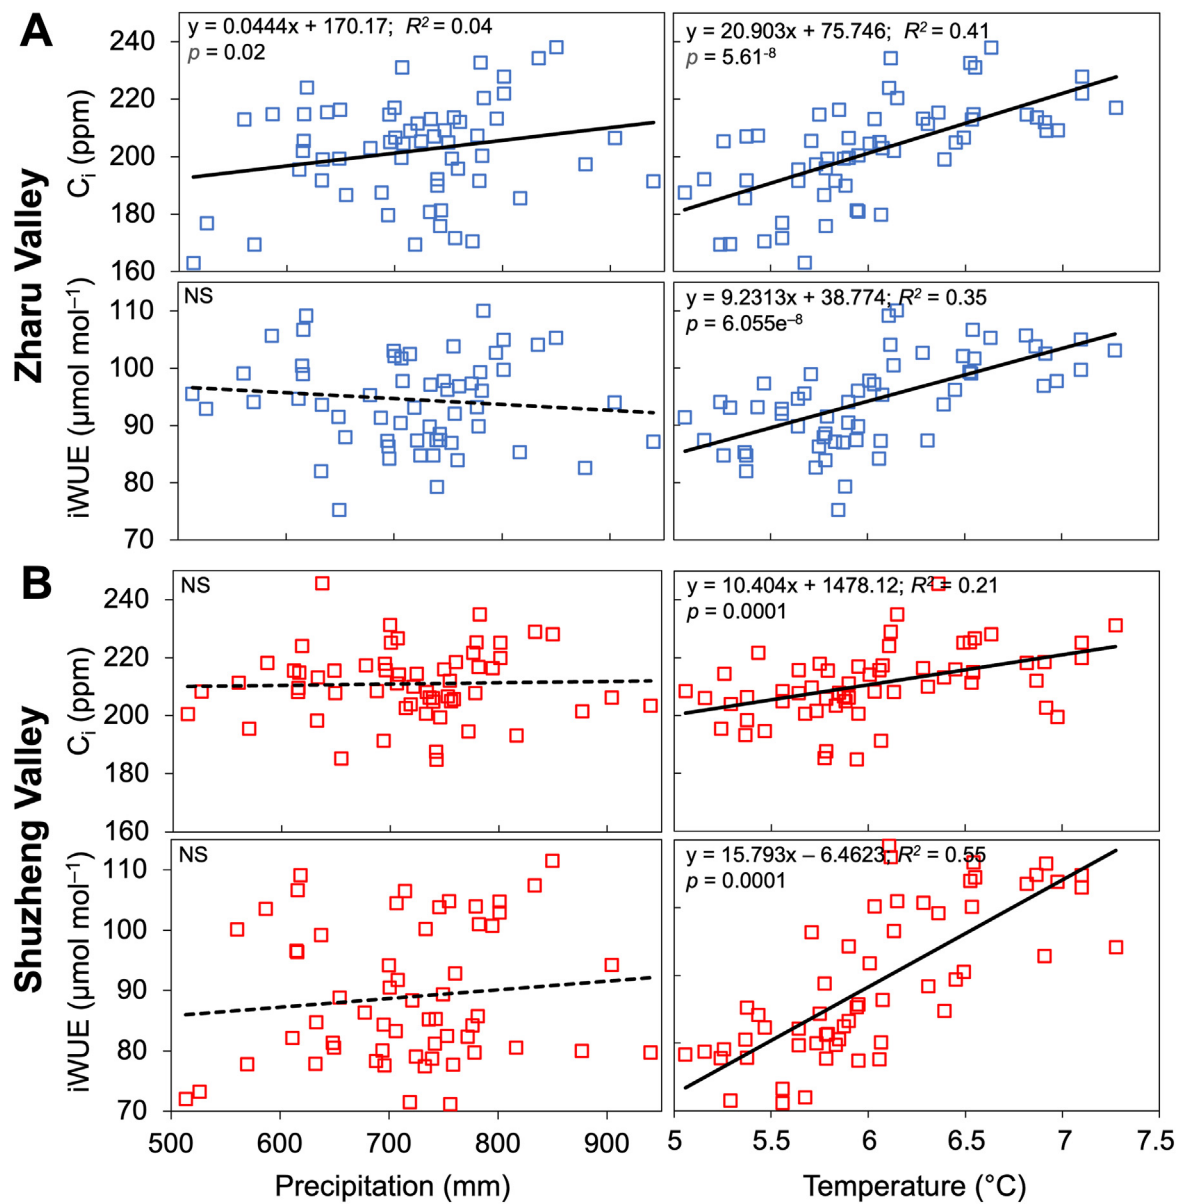 A
Zharu Valley
y = 0.0444x + 170.17; R² = 0.04
p = 0.02
y = 20.903x + 75.746; R² = 0.41
p = 5.61⁻⁸
Cᵢ (ppm)
240
220
200
180
160
NS
y = 9.2313x + 38.774; R² = 0.35
p = 6.055e⁻⁸
iWUE (µmol mol⁻¹)
110
100
90
80
70
B
Shuzheng Valley
NS
y = 10.404x + 1478.12; R² = 0.21
p = 0.0001
Cᵢ (ppm)
240
220
200
180
160
NS
y = 15.793x – 6.4623; R² = 0.55
p = 0.0001
iWUE (µmol mol⁻¹)
110
100
90
80
70
500 600 700 800 900
5 5.5 6 6.5 7 7.5
Precipitation (mm)
Temperature (°C)